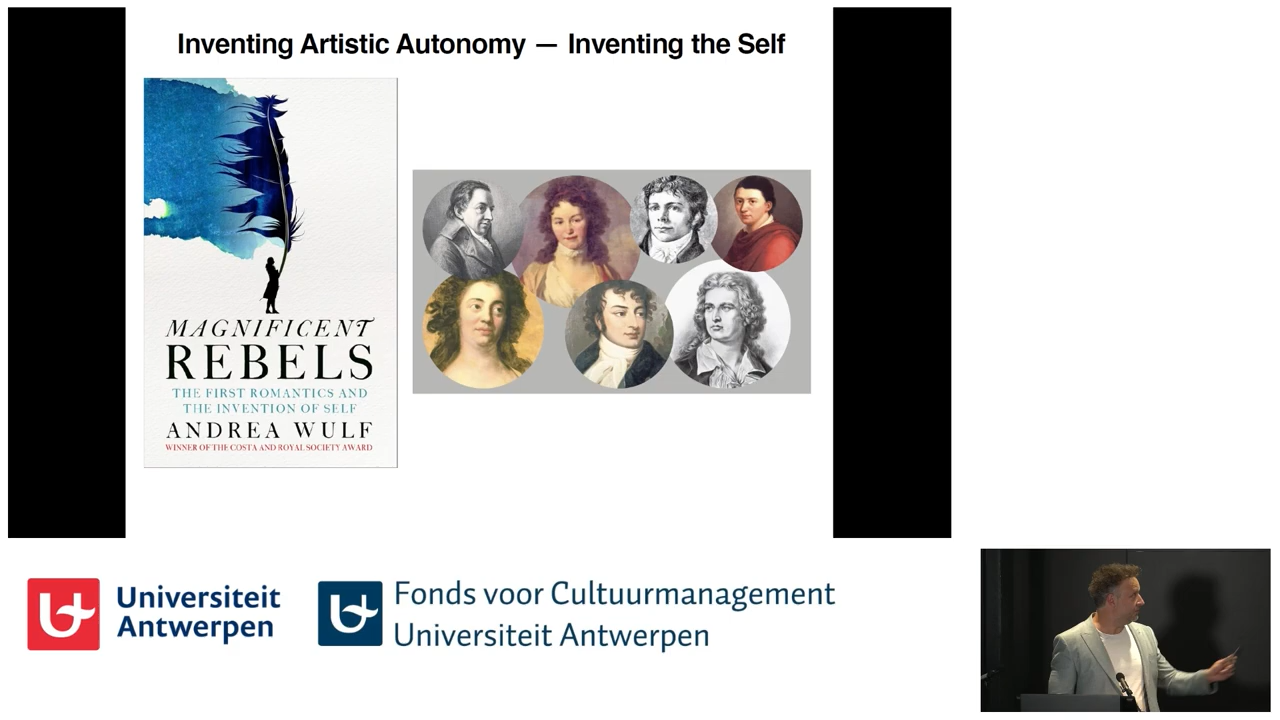 Inventing Artistic Autonomy — Inventing the Self
MAGNIFICENT
REBELS
THE FIRST ROMANTICS AND
THE INVENTION OF SELF
ANDREA WULF
WINNER OF THE COSTA AND ROYAL SOCIETY AWARD
Universiteit
Antwerpen
Fonds voor Cultuurmanagement
Universiteit Antwerpen